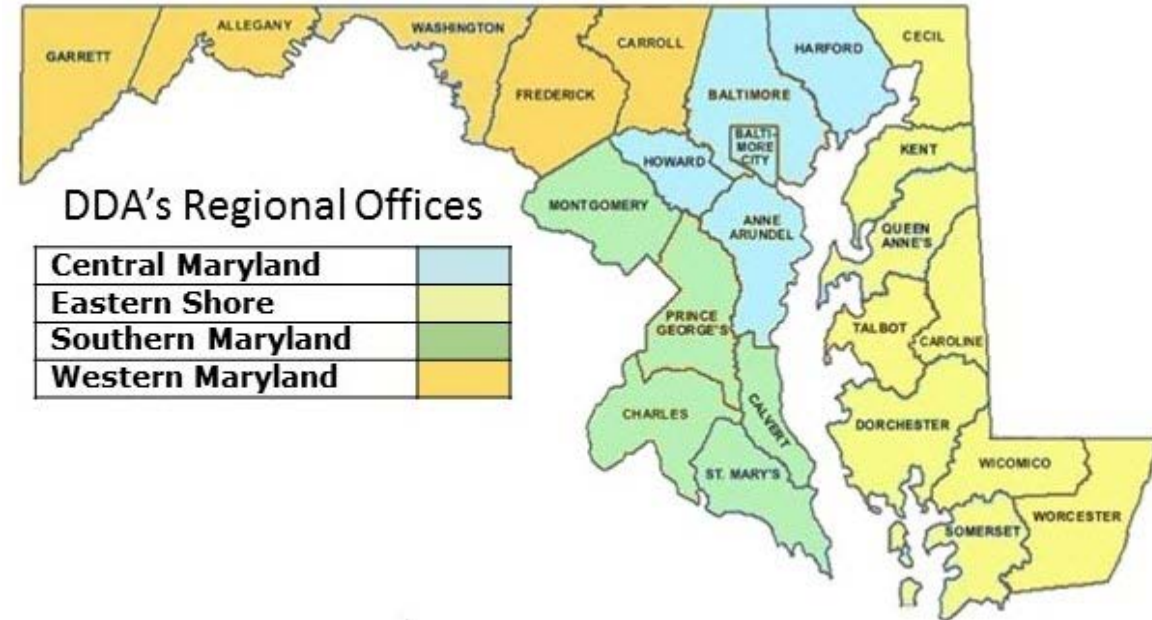 GARRETT
ALLEGANY
WASHINGTON
FREDERICK
CARROLL
BALTIMORE
HARFORD
CECIL
BALTI-
MORE
CITY
HOWARD
KENT
MONTGOMERY
ANNE
ARUNDEL
QUEEN
ANNE'S
PRINCE
GEORGE'S
TALBOT
CAROLINE
CHARLES
CALVERT
DORCHESTER
ST. MARY'S
WICOMICO
SOMERSET
WORCESTER
DDA's Regional Offices
Central Maryland
Eastern Shore
Southern Maryland
Western Maryland